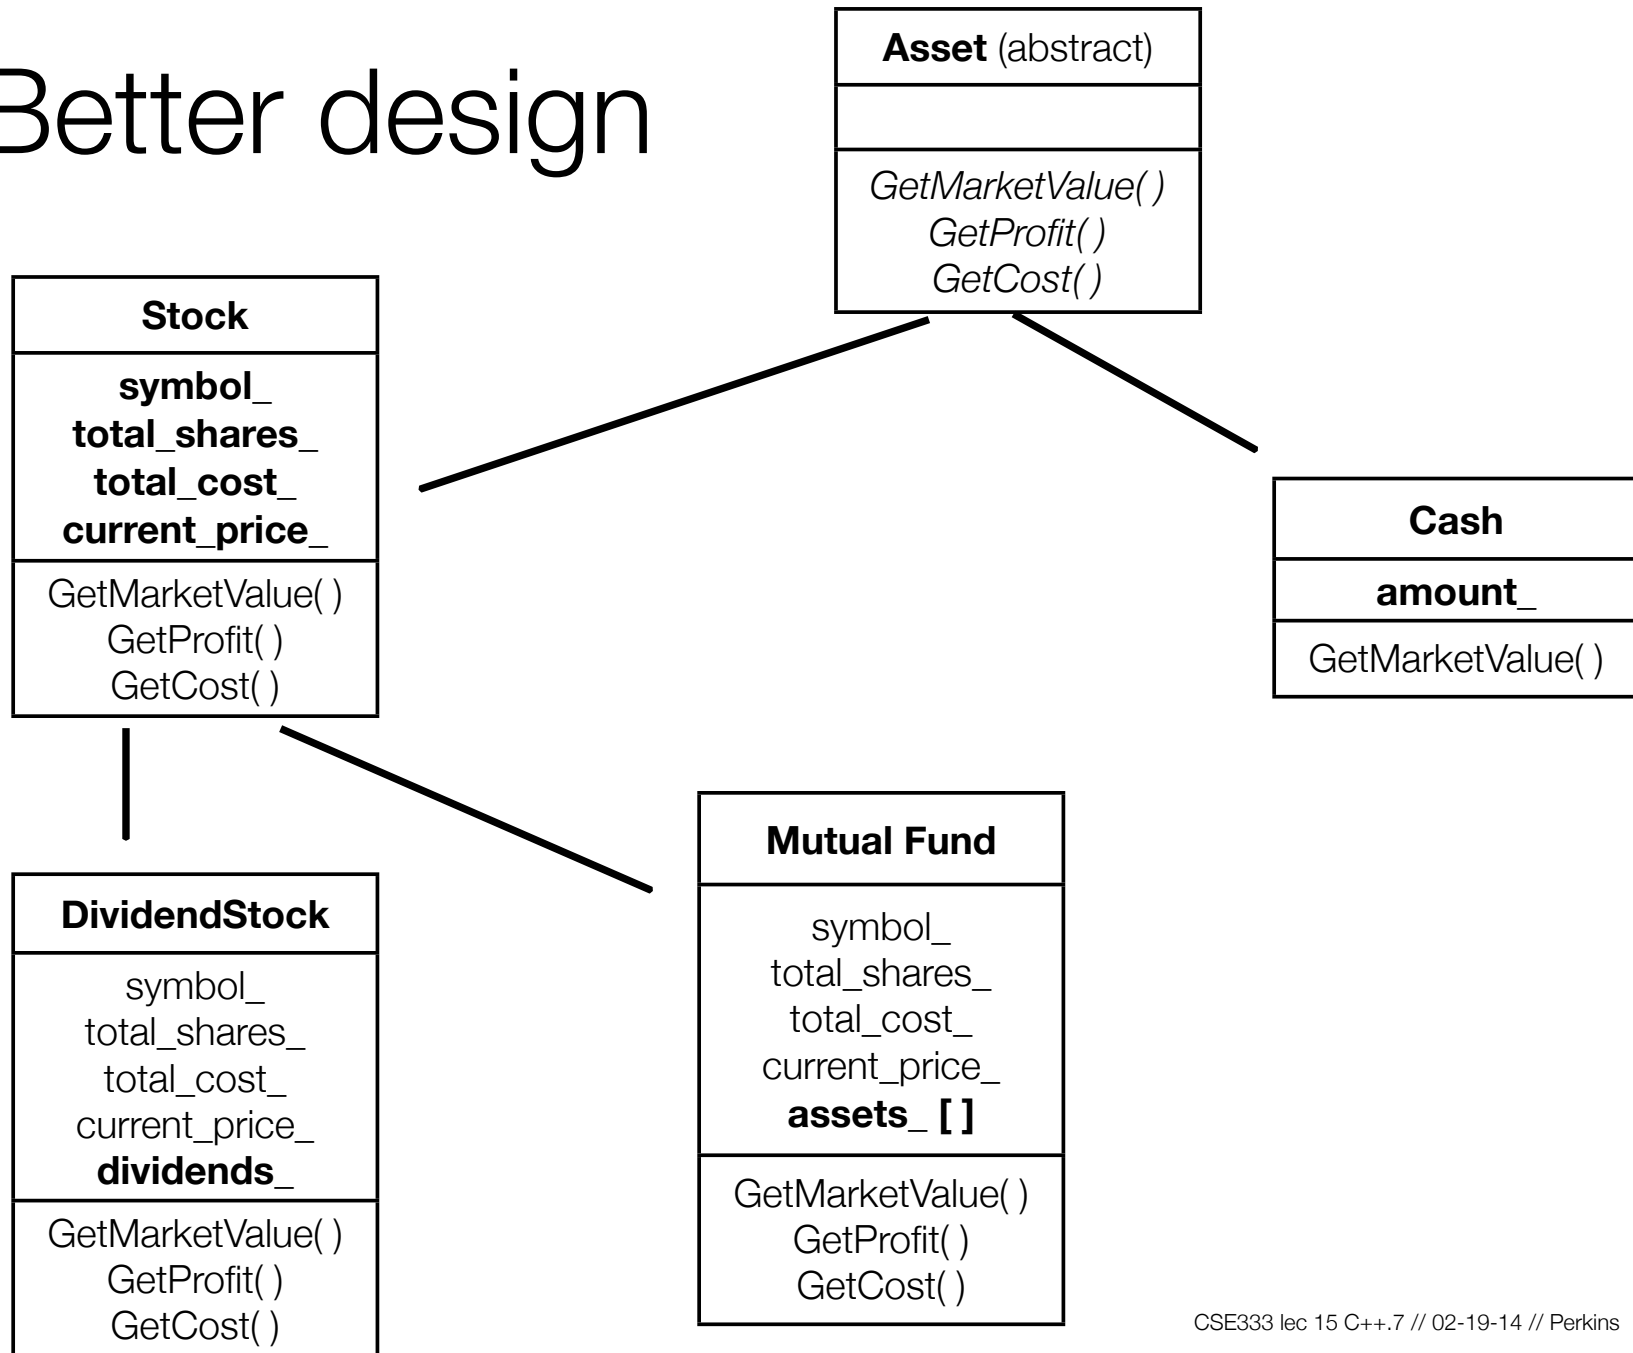 Better design
Asset (abstract)
GetMarketValue( )
GetProfit( )
GetCost( )
Stock
symbol_
total_shares_
total_cost_
current_price_
GetMarketValue( )
GetProfit( )
GetCost( )
Cash
amount_
GetMarketValue( )
DividendStock
symbol_
total_shares_
total_cost_
current_price_
dividends_
GetMarketValue( )
GetProfit( )
GetCost( )
Mutual Fund
symbol_
total_shares_
total_cost_
current_price_
assets_ [ ]
GetMarketValue( )
GetProfit( )
GetCost( )
CSE333 lec 15 C++.7 // 02-19-14 // Perkins